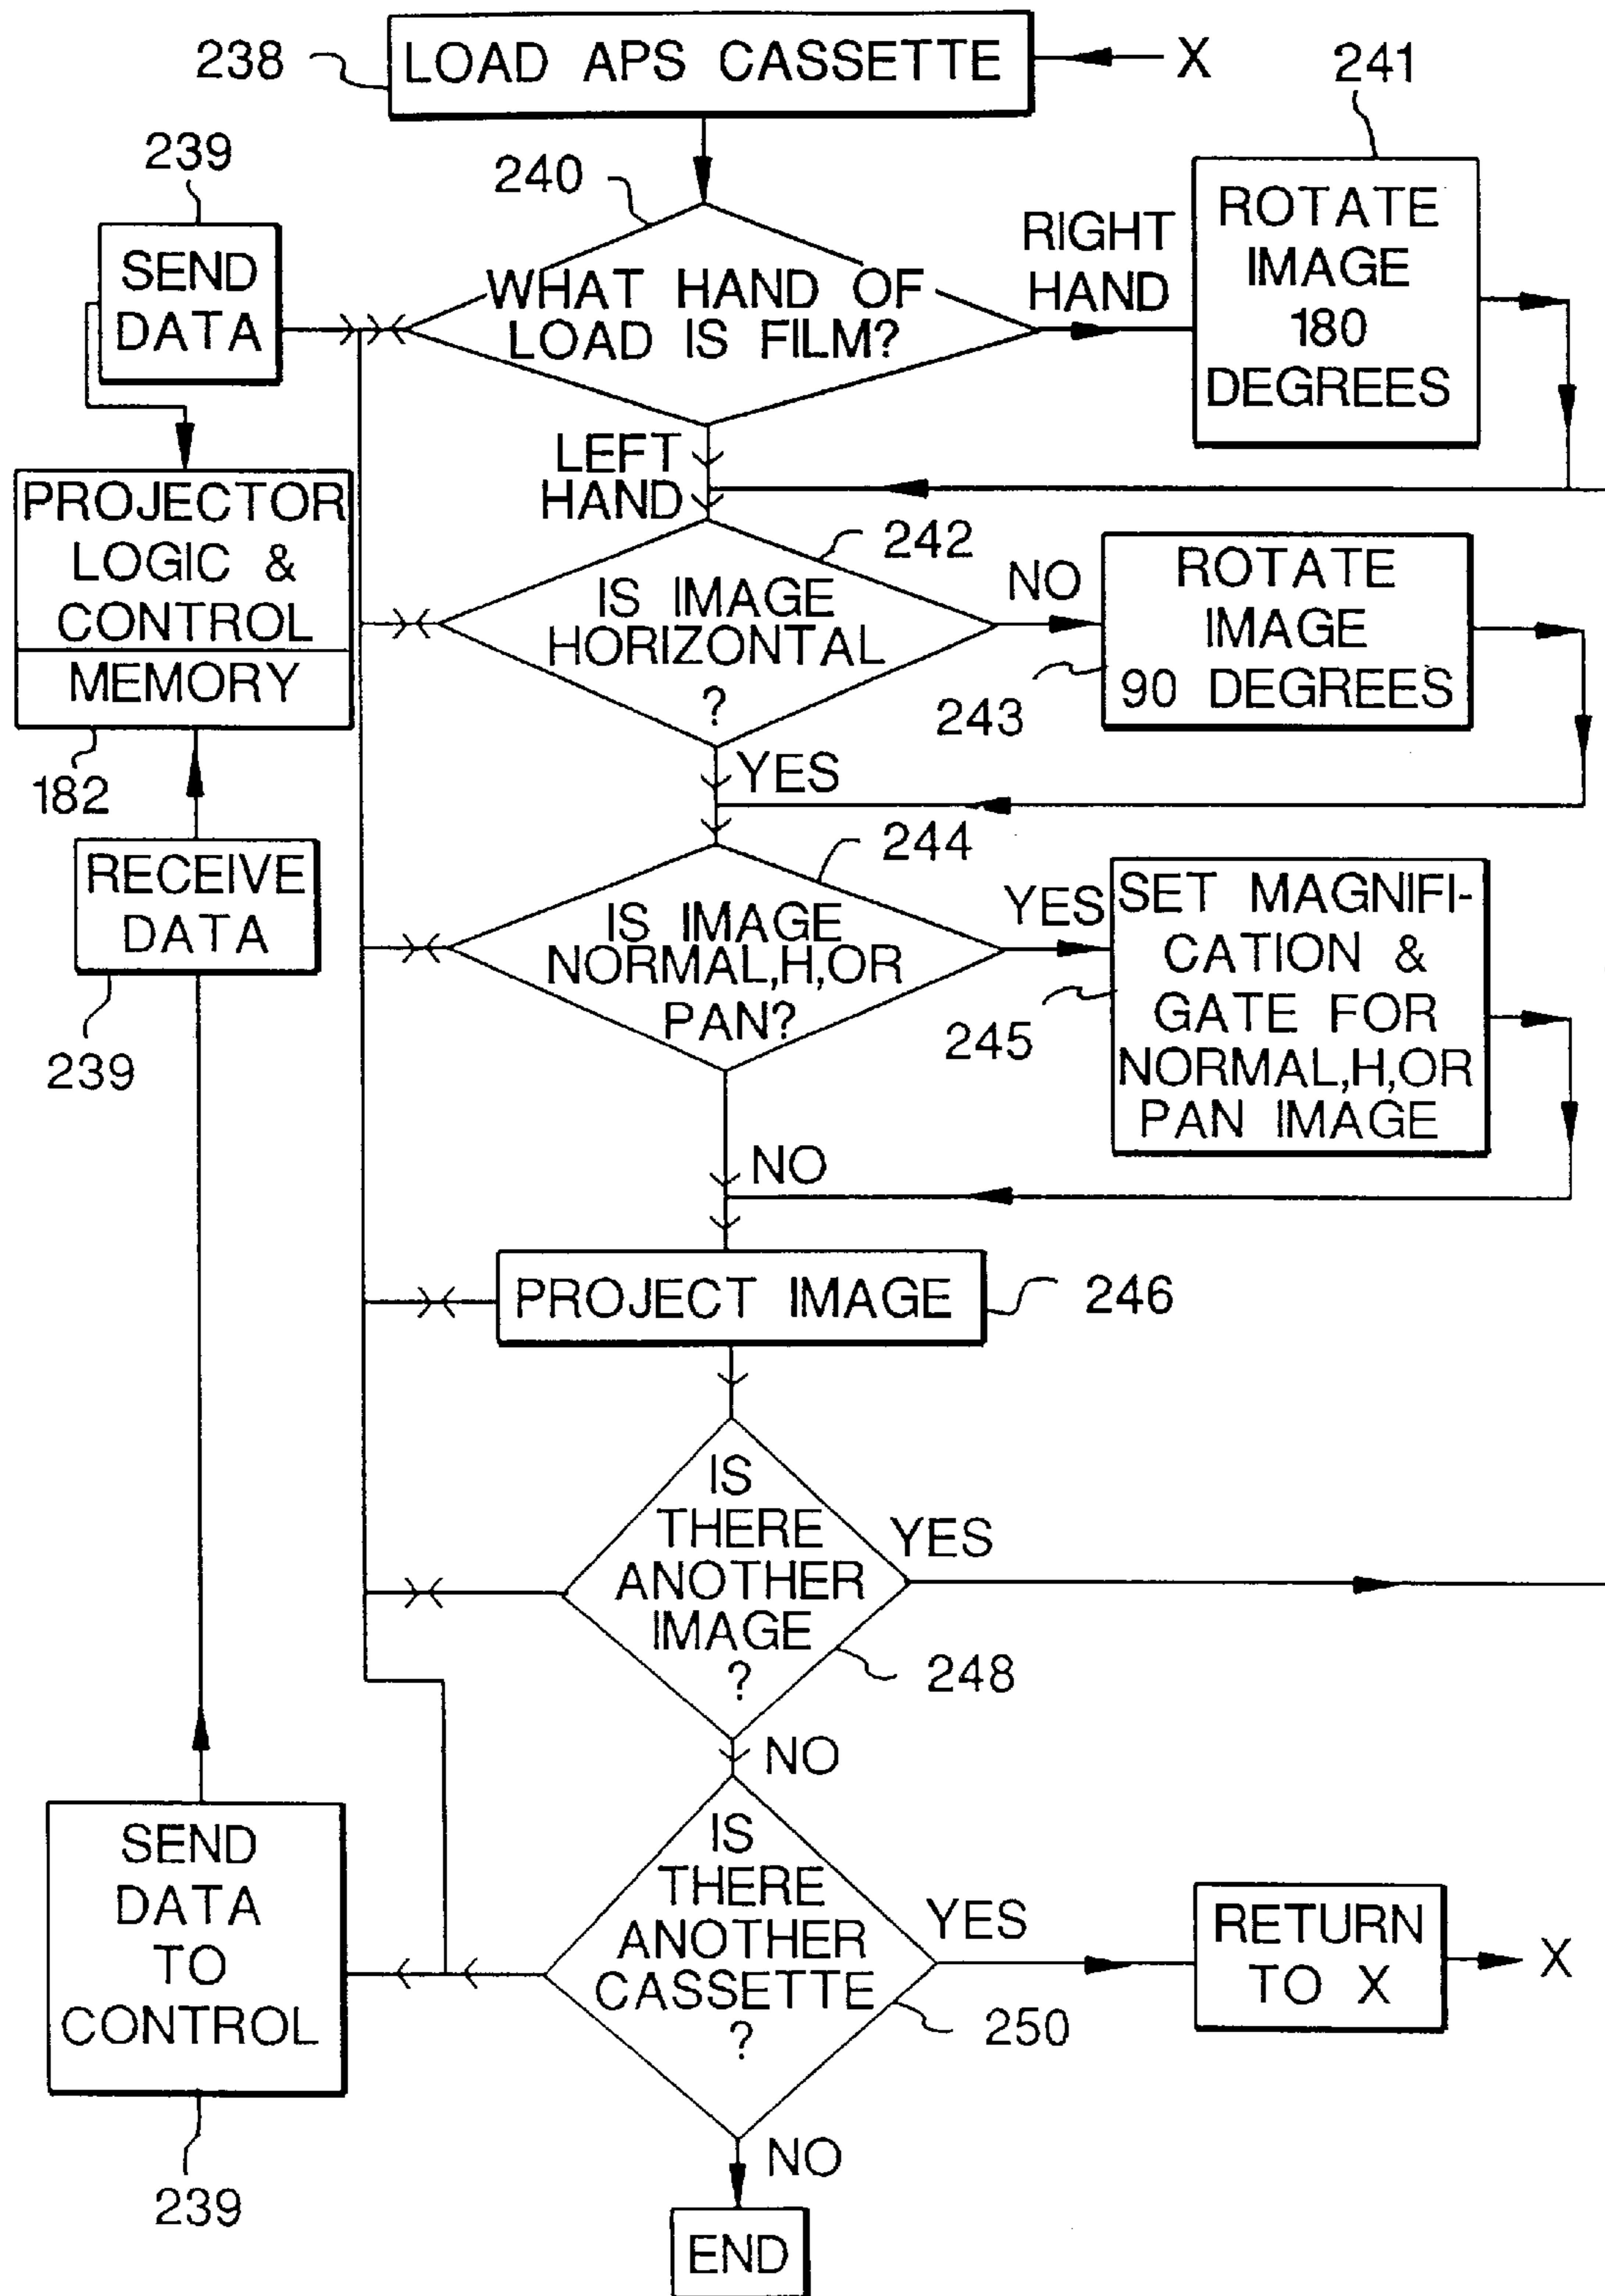 238
LOAD APS CASSETTE
X
241
239
240
SEND
DATA
WHAT HAND OF
LOAD IS FILM?
RIGHT
HAND
ROTATE
IMAGE
180
DEGREES
LEFT
HAND
PROJECTOR
LOGIC &
CONTROL
MEMORY
182
242
IS IMAGE
HORIZONTAL
?
NO
ROTATE
IMAGE
90 DEGREES
243
YES
RECEIVE
DATA
239
244
IS IMAGE
NORMAL,H,OR
PAN?
YES
SET MAGNIFI-
CATION &
GATE FOR
NORMAL,H,OR
PAN IMAGE
245
NO
PROJECT IMAGE
246
IS
THERE
ANOTHER
IMAGE
?
YES
248
NO
SEND
DATA
TO
CONTROL
239
IS
THERE
ANOTHER
CASSETTE
?
YES
250
RETURN
TO X
X
NO
END